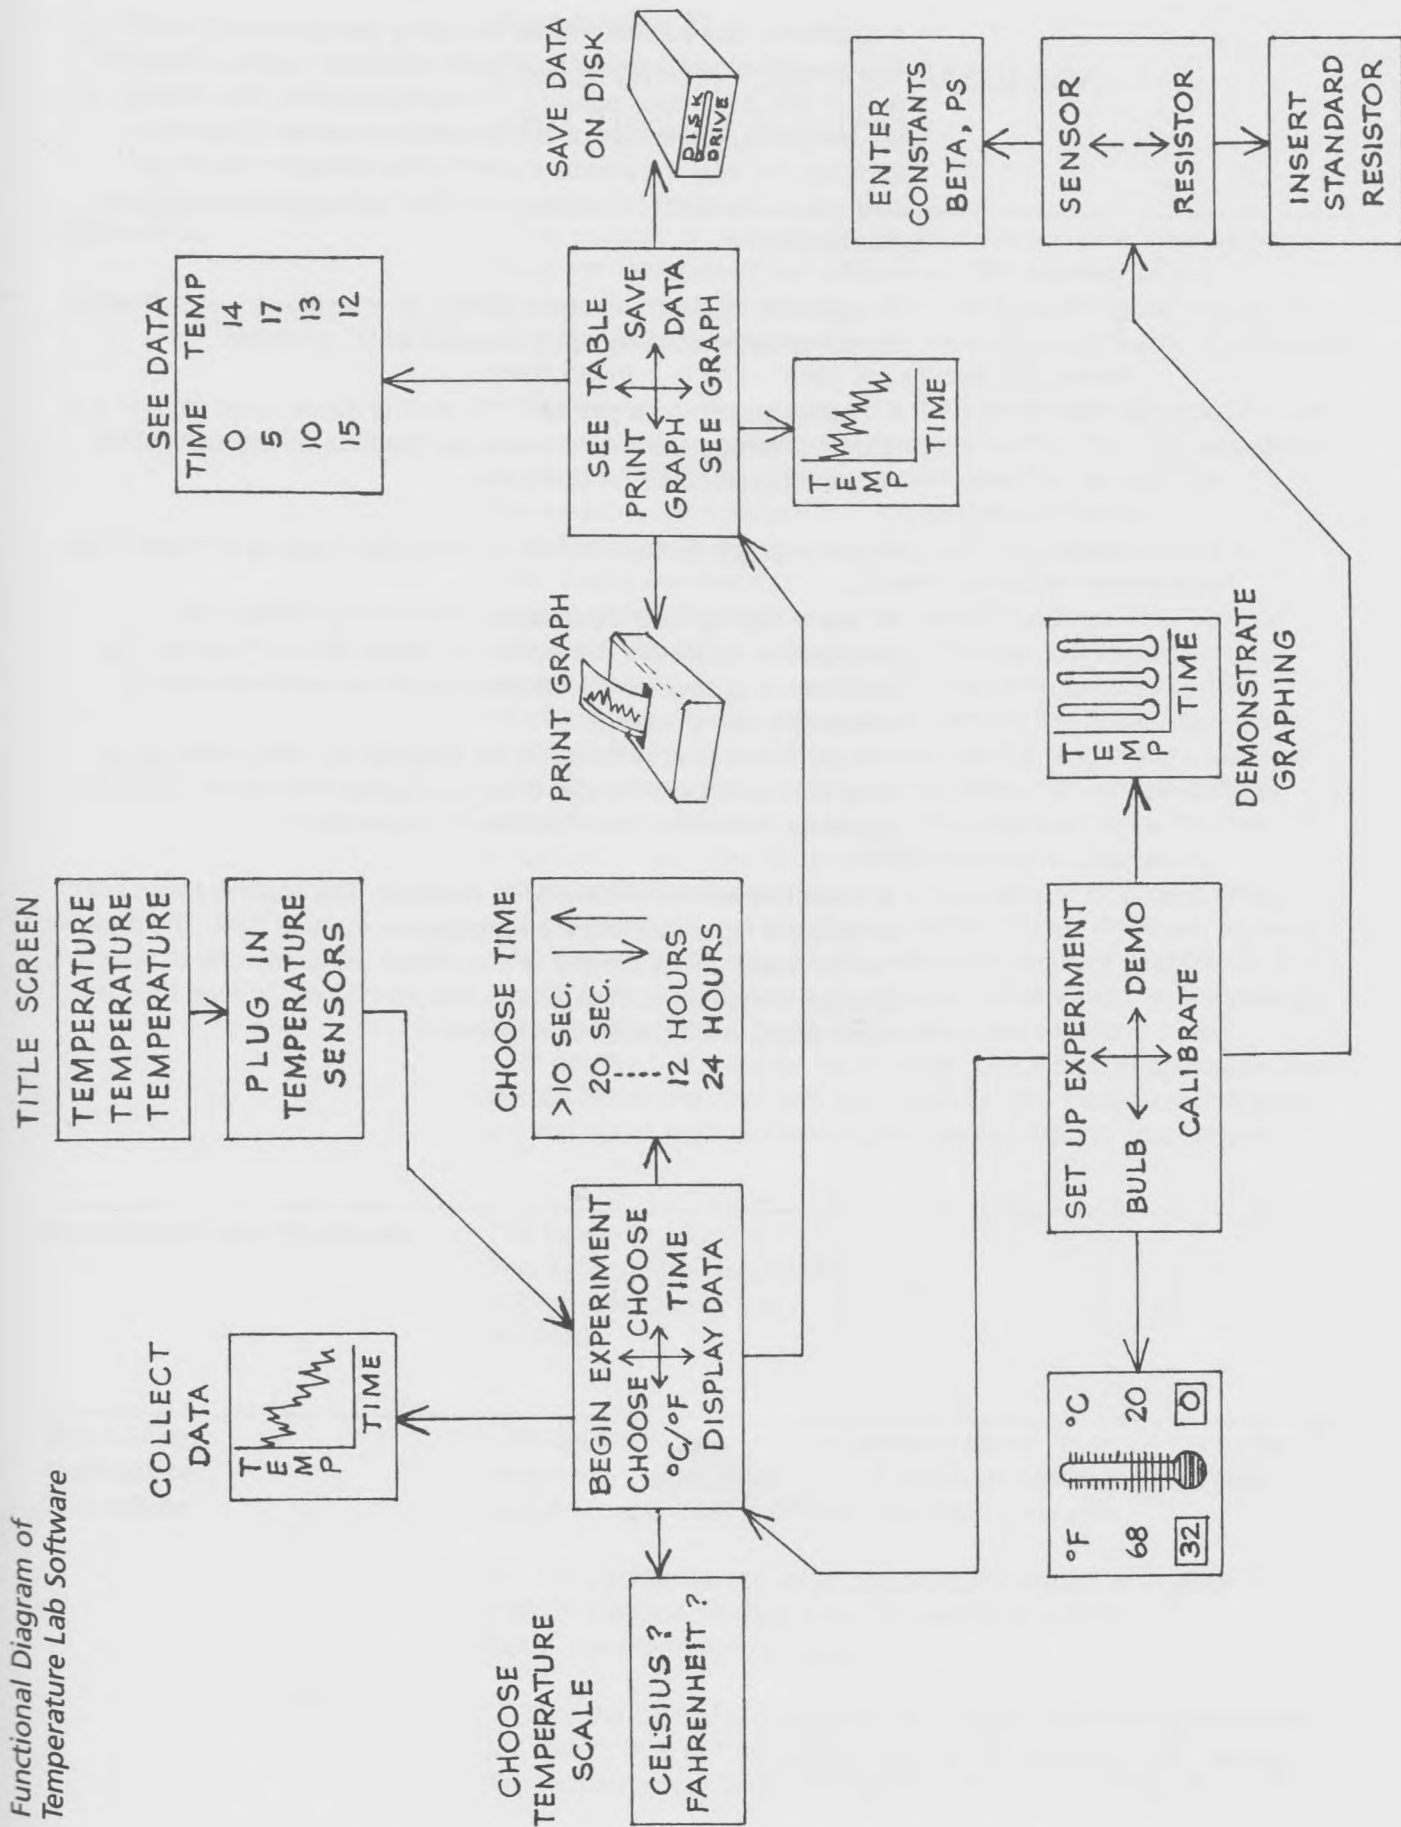 Functional Diagram of
Temperature Lab Software
TITLE SCREEN
TEMPERATURE
TEMPERATURE
TEMPERATURE
PLUG IN
TEMPERATURE
SENSORS
COLLECT
DATA
TEMP
TIME
SEE DATA
TIME TEMP
0 14
5 17
10 13
15 12
CHOOSE
TEMPERATURE
SCALE
CELSIUS ?
FAHRENHEIT ?
BEGIN EXPERIMENT
CHOOSE CHOOSE
°C/°F TIME
DISPLAY DATA
CHOOSE TIME
>10 SEC.
20 SEC.
12 HOURS
24 HOURS
PRINT GRAPH
SEE TABLE
PRINT SAVE
GRAPH DATA
SEE GRAPH
SAVE DATA
ON DISK
DISK
DRIVE
TEMP
TIME
°F °C
68 20
32 0
SET UP EXPERIMENT
BULB DEMO
CALIBRATE
TEMP
TIME
DEMONSTRATE
GRAPHING
ENTER
CONSTANTS
BETA, PS
SENSOR
RESISTOR
INSERT
STANDARD
RESISTOR